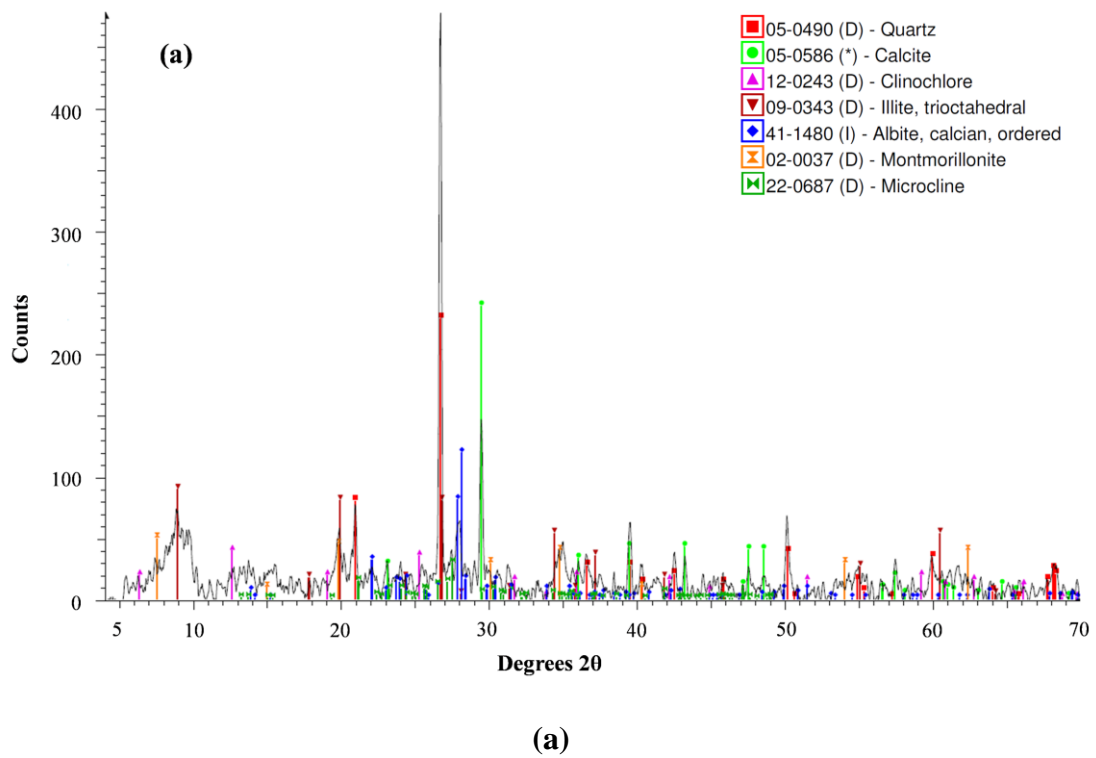 (a)
05-0490 (D) - Quartz
05-0586 (*) - Calcite
12-0243 (D) - Clinochlore
09-0343 (D) - Illite, trioctahedral
41-1480 (I) - Albite, calcian, ordered
02-0037 (D) - Montmorillonite
22-0687 (D) - Microcline
400
300
200
100
0
Counts
5 10 20 30 40 50 60 70
Degrees 2θ
(a)